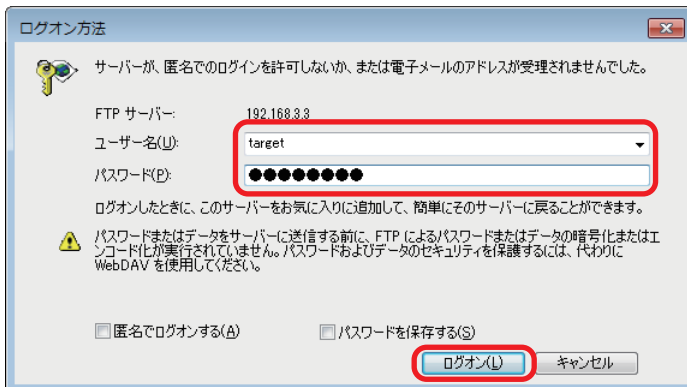 ログオン方法
サーバーが、匿名でのログインを許可しないか、または電子メールのアドレスが受理されませんでした。
FTP サーバー: 192.168.3.3
ユーザー名(U): target
パスワード(P): ●●●●●●●●
ログオンしたときに、このサーバーをお気に入りに追加して、簡単にそのサーバーに戻ることができます。
パスワードまたはデータをサーバーに送信する前に、FTP によるパスワードまたはデータの暗号化またはエ
ンコード化が実行されていません。パスワードおよびデータのセキュリティを保護するには、代わりに
WebDAV を使用してください。
匿名でログオンする(A) パスワードを保存する(S)
ログオン(L) キャンセル